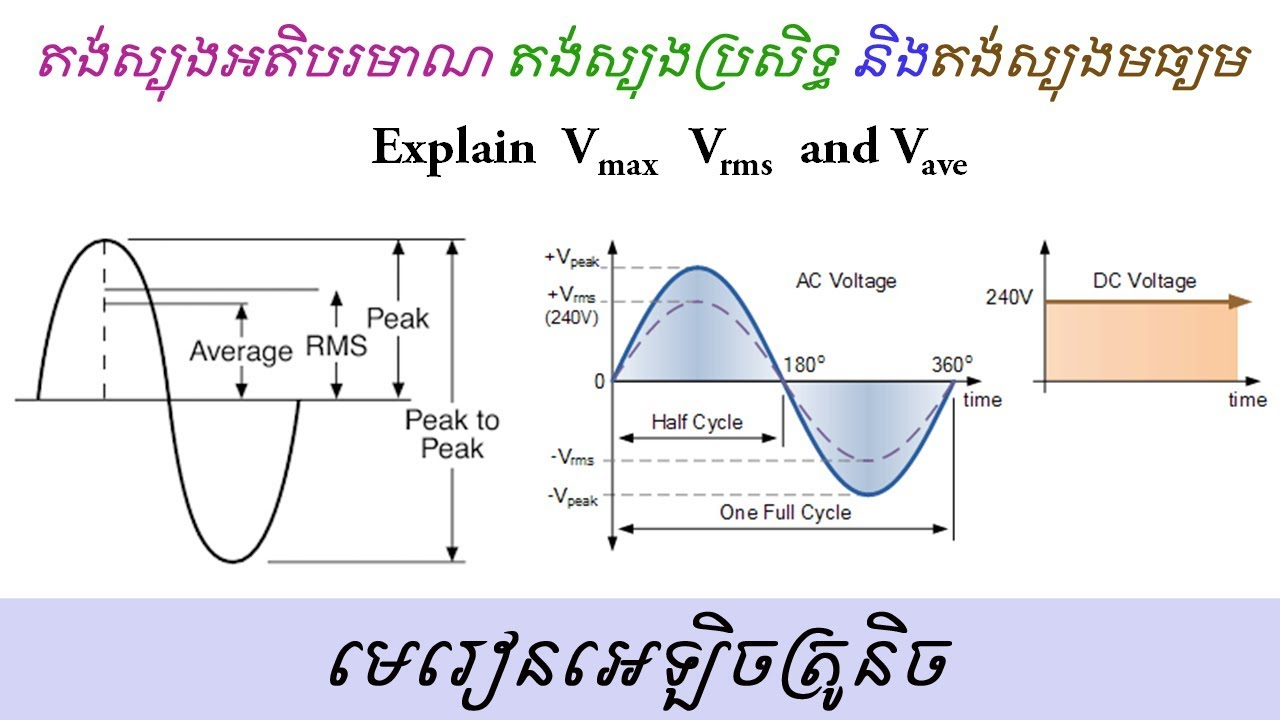 តង់ស្យុងអតិបរមាណ តង់ស្យុងប្រសិទ្ធ និងតង់ស្យុងមធ្យម
Explain Vmax Vrms and Vave
Average
RMS
Peak
Peak to
Peak
+Vpeak
+Vrms
(240V)
0
-Vrms
-Vpeak
AC Voltage
180°
360°
time
Half Cycle
One Full Cycle
240V
DC Voltage
time
មេរៀនអេឡិចត្រូនិច